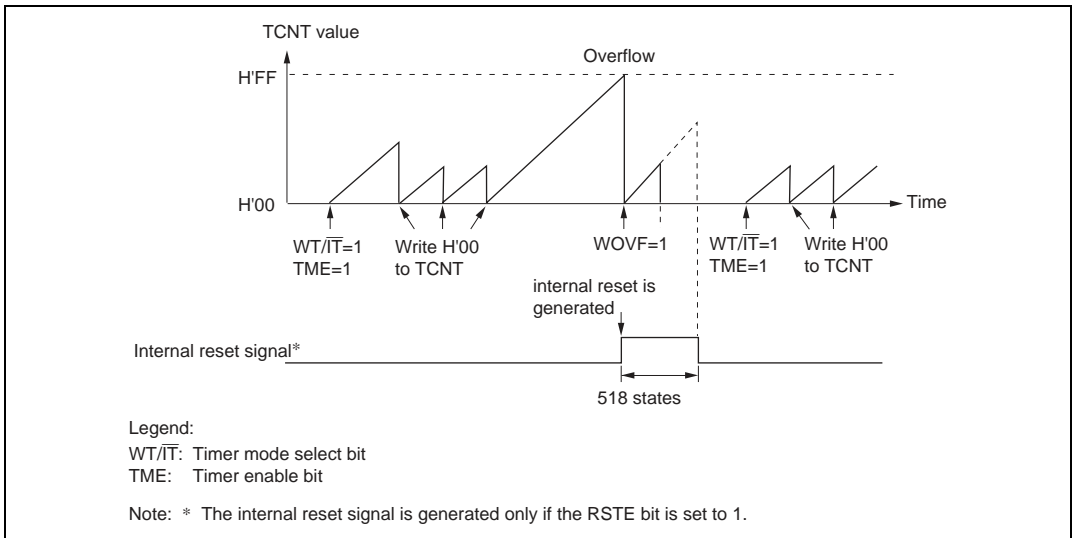 TCNT value
Overflow
H'FF
H'00
Time
WT/I̅T̅=1
TME=1
Write H'00
to TCNT
WOVF=1
WT/I̅T̅=1
TME=1
Write H'00
to TCNT
internal reset is
generated
Internal reset signal*
518 states
Legend:
WT/I̅T̅: Timer mode select bit
TME: Timer enable bit
Note: * The internal reset signal is generated only if the RSTE bit is set to 1.